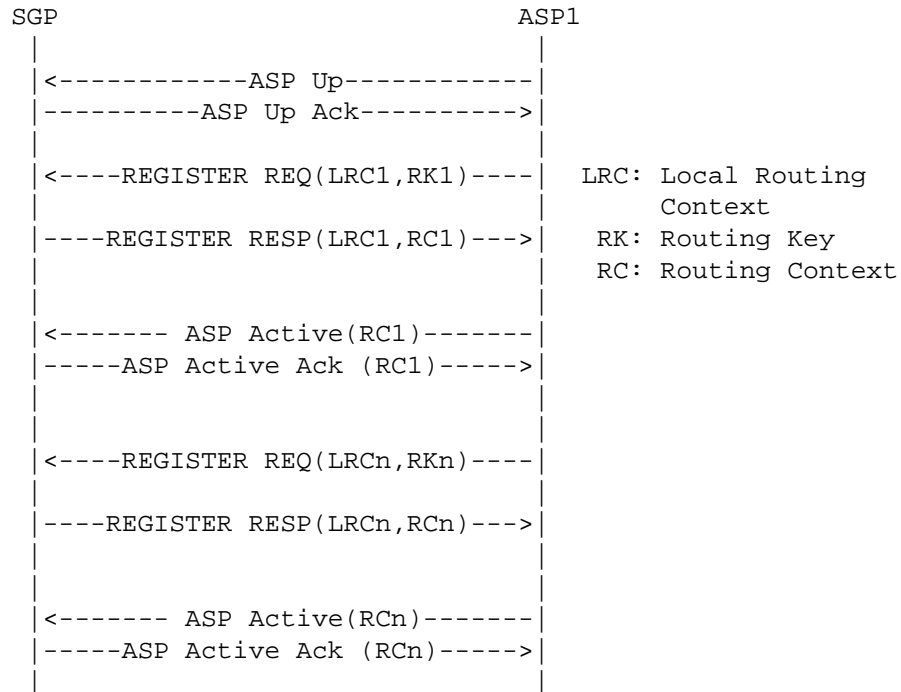 SGP ASP1
<------------ASP Up------------
----------ASP Up Ack---------->
<----REGISTER REQ(LRC1,RK1)---- LRC: Local Routing
Context
----REGISTER RESP(LRC1,RC1)---> RK: Routing Key
RC: Routing Context
<------- ASP Active(RC1)-------
-----ASP Active Ack (RC1)----->
<----REGISTER REQ(LRCn,RKn)----
----REGISTER RESP(LRCn,RCn)--->
<------- ASP Active(RCn)-------
-----ASP Active Ack (RCn)----->